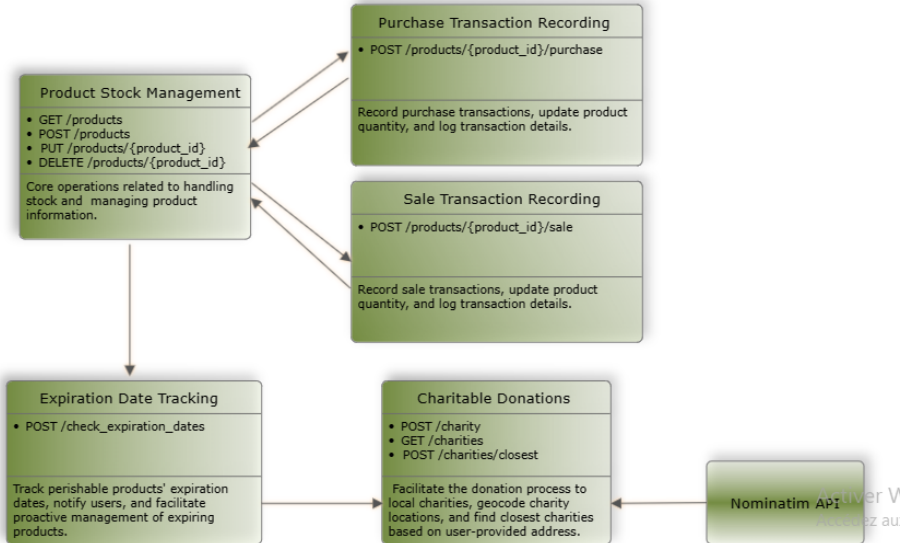 Purchase Transaction Recording
• POST /products/{product_id}/purchase
Record purchase transactions, update product
quantity, and log transaction details.
Product Stock Management
• GET /products
• POST /products
• PUT /products/{product_id}
• DELETE /products/{product_id}
Core operations related to handling
stock and managing product
information.
Sale Transaction Recording
• POST /products/{product_id}/sale
Record sale transactions, update product
quantity, and log transaction details.
Expiration Date Tracking
• POST /check_expiration_dates
Track perishable products' expiration
dates, notify users, and facilitate
proactive management of expiring
products.
Charitable Donations
• POST /charity
• GET /charities
• POST /charities/closest
Facilitate the donation process to
local charities, geocode charity
locations, and find closest charities
based on user-provided address.
Nominatim API